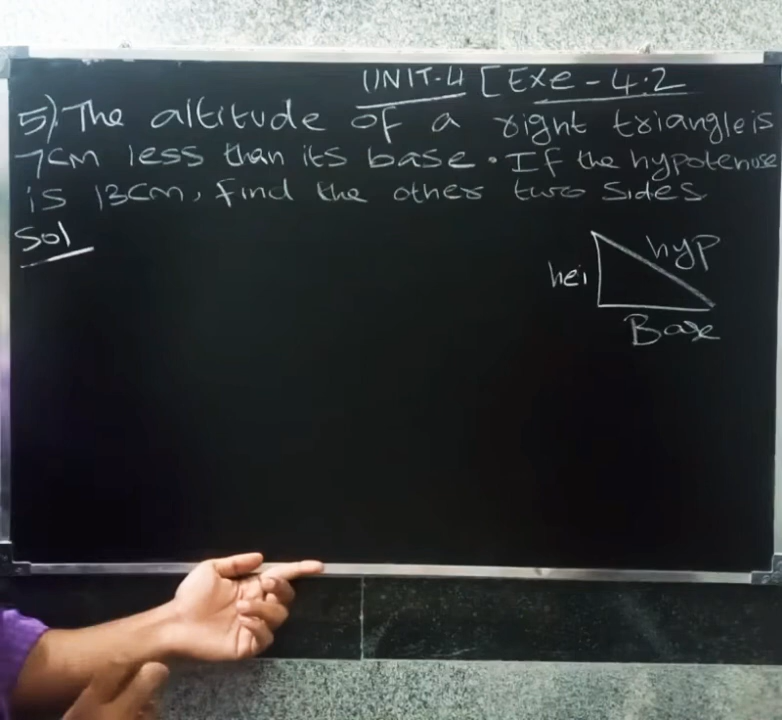 UNIT-4 [Exe-4.2
5).The altitude of a right triangle is
7cm less than its base. If the hypotenuse
is 13cm, find the other two sides
Sol
hyp
hei
Base